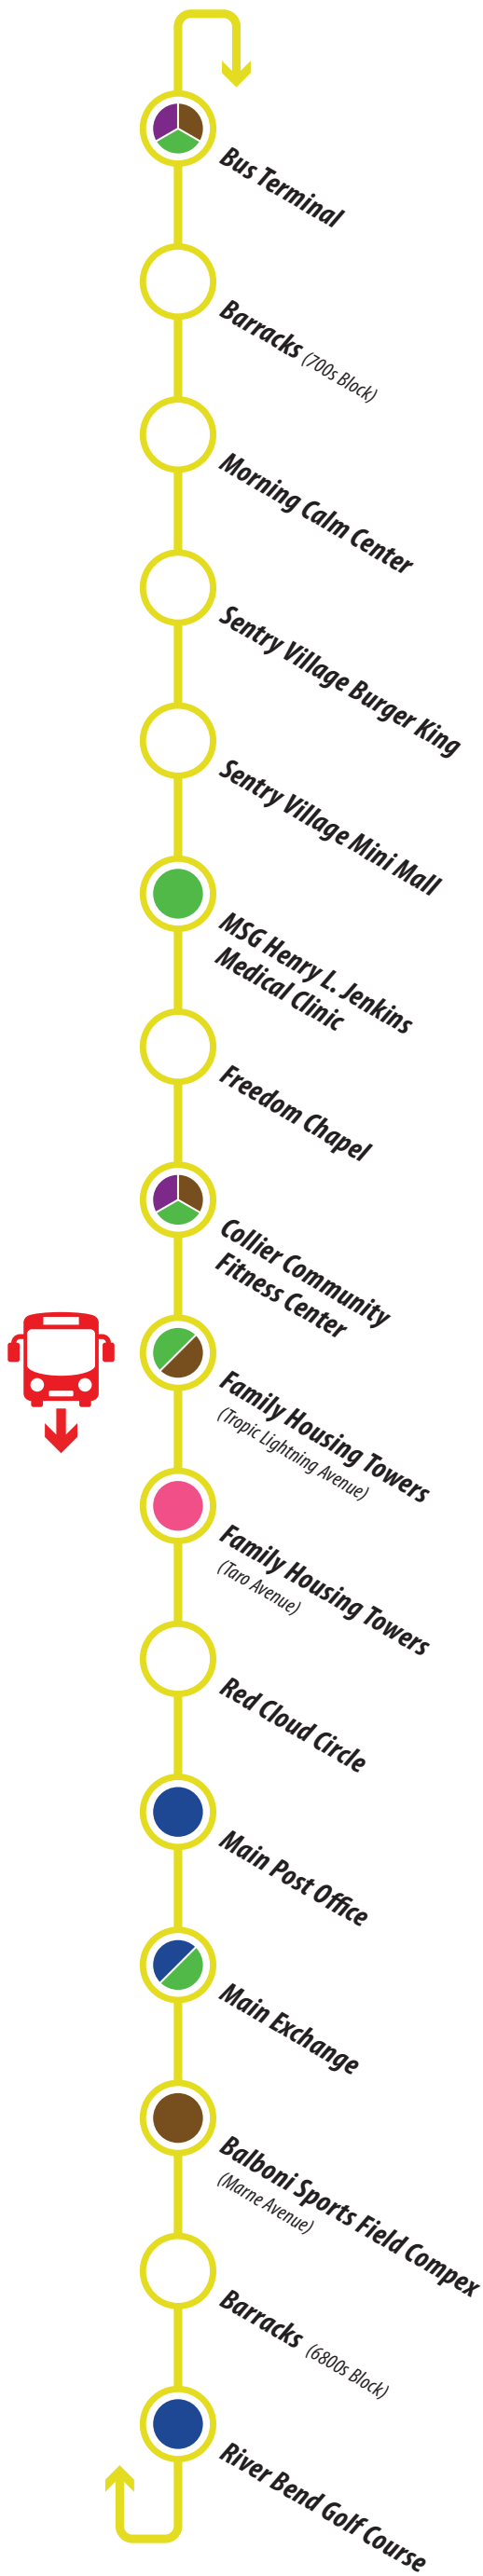 Bus Terminal
Barracks (700s Block)
Morning Calm Center
Sentry Village Burger King
Sentry Village Mini Mall
MSG Henry L. Jenkins
Medical Clinic
Freedom Chapel
Collier Community
Fitness Center
Family Housing Towers
(Tropic Lightning Avenue)
Family Housing Towers
(Taro Avenue)
Red Cloud Circle
Main Post Office
Main Exchange
Balboni Sports Field Compex
(Marne Avenue)
Barracks (6800s Block)
River Bend Golf Course